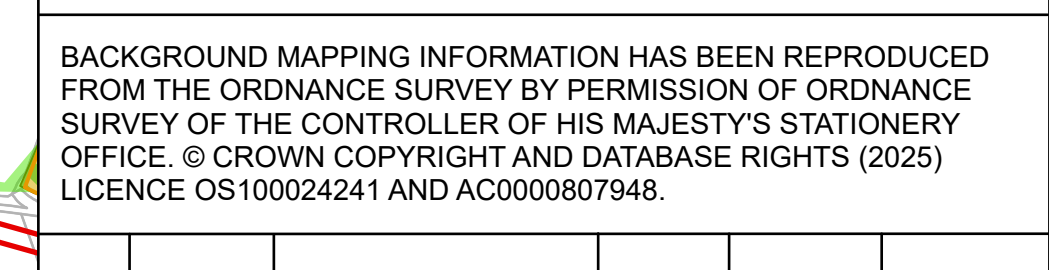 BACKGROUND MAPPING INFORMATION HAS BEEN REPRODUCED
FROM THE ORDNANCE SURVEY BY PERMISSION OF ORDNANCE
SURVEY OF THE CONTROLLER OF HIS MAJESTY'S STATIONERY
OFFICE. © CROWN COPYRIGHT AND DATABASE RIGHTS (2025)
LICENCE OS100024241 AND AC0000807948.